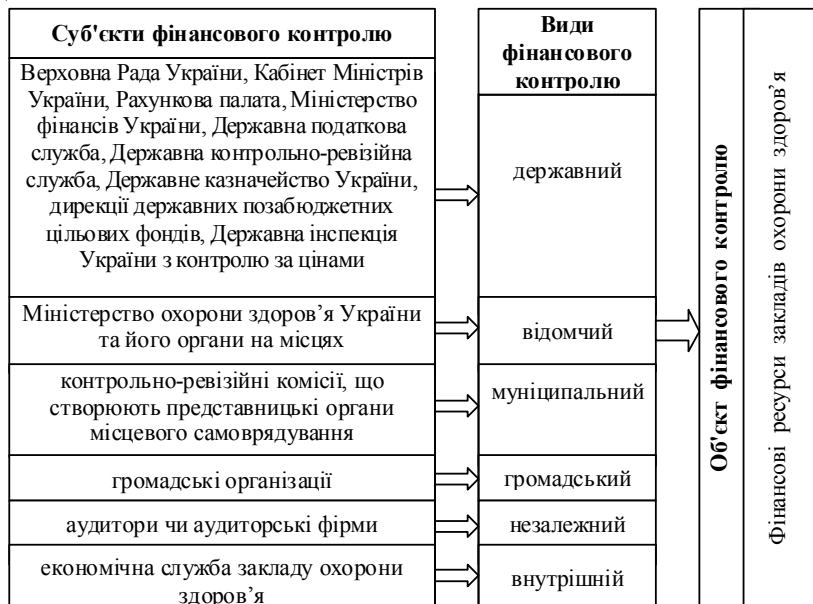 Суб'єкти фінансового контролю
Верховна Рада України, Кабінет Міністрів
України, Рахункова палата, Міністерство
фінансів України, Державна податкова
служба, Державна контрольно-ревізійна
служба, Державне казначейство України,
дирекції державних позабюджетних
цільових фондів, Державна інспекція
України з контролю за цінами
Міністерство охорони здоров’я України
та його органи на місцях
контрольно-ревізійні комісії, що
створюють представницькі органи
місцевого самоврядування
громадські організації
аудитори чи аудиторські фірми
економічна служба закладу охорони
здоров’я
Види
фінансового
контролю
державний
відомчий
муніципальний
громадський
незалежний
внутрішній
Об'єкт фінансового контролю
Фінансові ресурси закладів охорони здоров’я